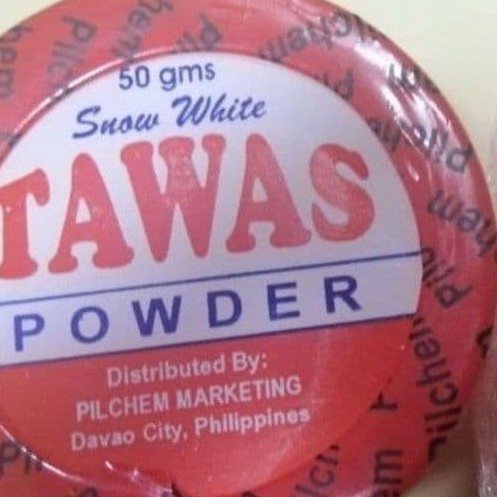 50 gms
Snow White
TAWAS
POWDER
Distributed By:
PILCHEM MARKETING
Davao City, Philippines